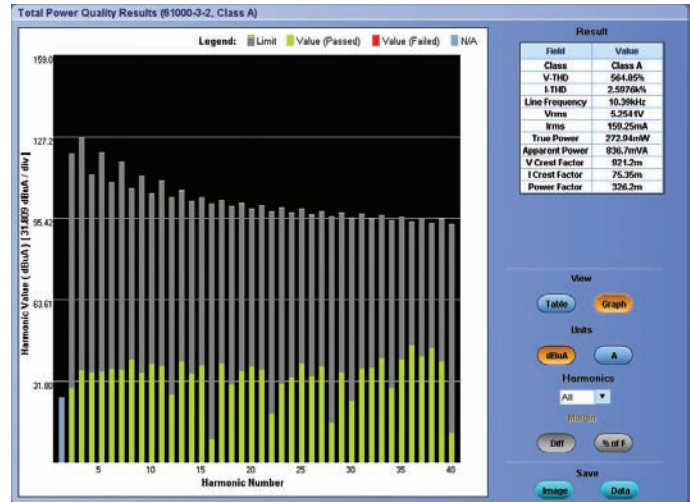 Total Power Quality Results (61000-3-2, Class A)
Legend: Limit Value (Passed) Value (Failed) N/A
159.0
127.2
95.42
63.61
31.80
Harmonic Value ( dBuA ) [ 31.809 dBuA / div ]
5 10 15 20 25 30 35 40
Harmonic Number
Result
Field Value
Class Class A
V-THD 564.85%
I-THD 2.5976k%
Line Frequency 10.39kHz
Vrms 5.2541V
Irms 159.25mA
True Power 272.94mW
Apparent Power 836.7mVA
V Crest Factor 921.2m
I Crest Factor 75.35m
Power Factor 326.2m
View
Table Graph
Units
dBuA A
Harmonics
All
Margin
Diff % of F
Save
Image Data